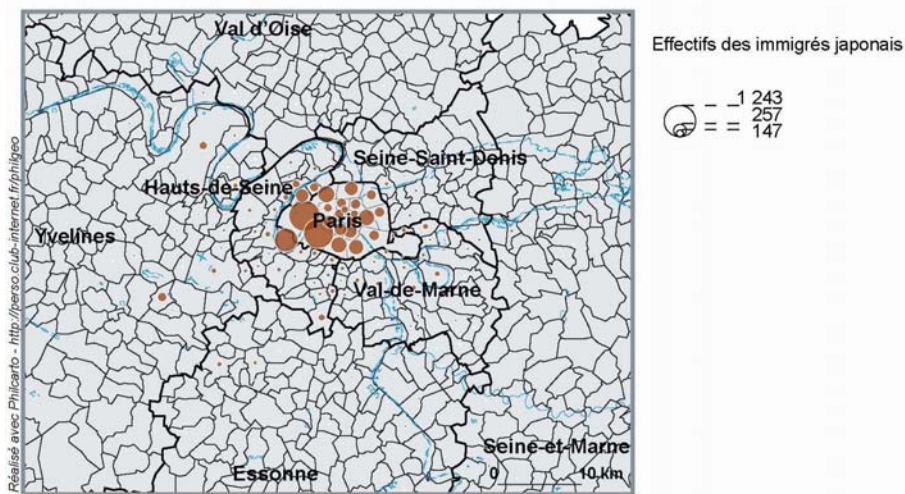 Val d'Oise
Effectifs des immigrés japonais
1 243
257
147
Seine-Saint-Denis
Hauts-de-Seine
Paris
Yvelines
Val-de-Marne
Seine-et-Marne
Essonne
0 10 km
Réalisé avec Philcarto - http://perso.club-internet.fr/philgeo